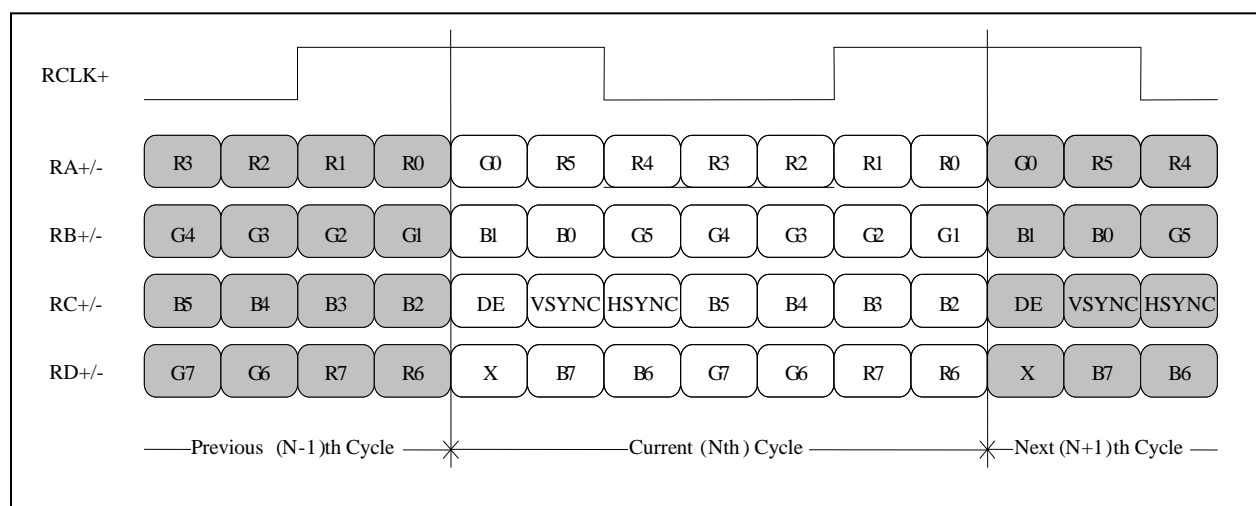 RCLK+
RA+/- R3 R2 R1 R0 G0 R5 R4 R3 R2 R1 R0 G0 R5 R4
RB+/- G4 G3 G2 G1 B1 B0 G5 G4 G3 G2 G1 B1 B0 G5
RC+/- B5 B4 B3 B2 DE VSYNC HSYNC B5 B4 B3 B2 DE VSYNC HSYNC
RD+/- G7 G6 R7 R6 X B7 B6 G7 G6 R7 R6 X B7 B6
Previous (N-1)th Cycle Current (Nth) Cycle Next (N+1)th Cycle